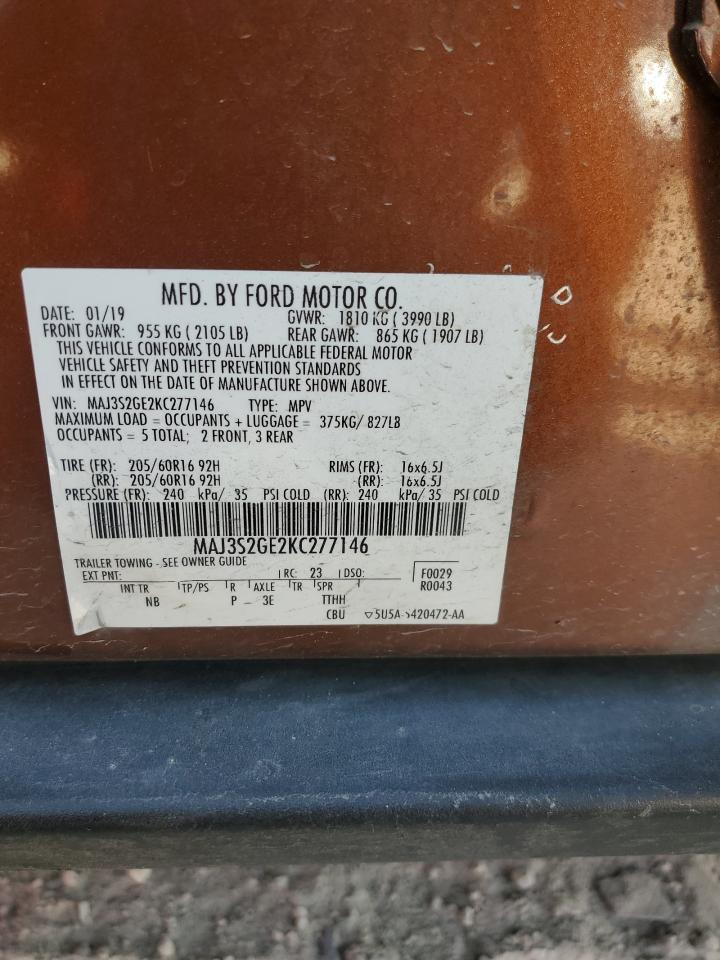 MFD. BY FORD MOTOR CO.
DATE: 01/19 GVWR: 1810 KG ( 3990 LB)
FRONT GAWR: 955 KG ( 2105 LB) REAR GAWR: 865 KG ( 1907 LB)
THIS VEHICLE CONFORMS TO ALL APPLICABLE FEDERAL MOTOR
VEHICLE SAFETY AND THEFT PREVENTION STANDARDS
IN EFFECT ON THE DATE OF MANUFACTURE SHOWN ABOVE.
VIN: MAJ3S2GE2KC277146 TYPE: MPV
MAXIMUM LOAD = OCCUPANTS + LUGGAGE = 375KG/ 827LB
OCCUPANTS = 5 TOTAL; 2 FRONT, 3 REAR
TIRE (FR): 205/60R16 92H RIMS (FR): 16x6.5J
(RR): 205/60R16 92H (RR): 16x6.5J
PRESSURE (FR): 240 kPa/ 35 PSI COLD (RR): 240 kPa/ 35 PSI COLD
MAJ3S2GE2KC277146
TRAILER TOWING - SEE OWNER GUIDE
EXT PNT: RC: 23 DSO: F0029
INT TR TP/PS R AXLE TR SPR R0043
NB P 3E TTHH
CBU